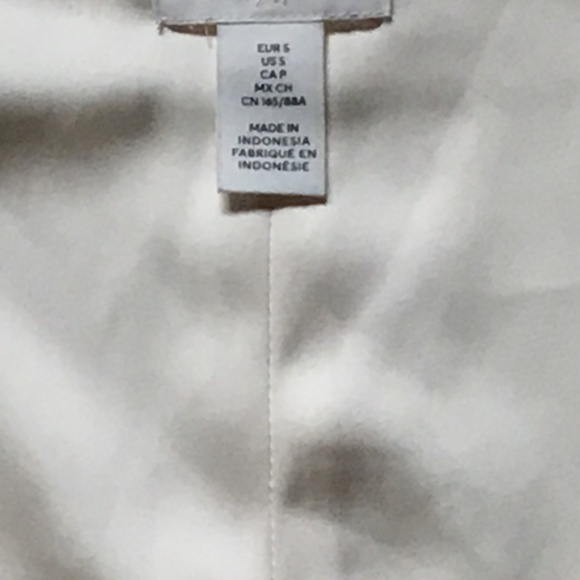 EUR S
US S
CA P
MX CH
CN 165/88A
MADE IN
INDONESIA
FABRIQUÉ EN
INDONÉSIE